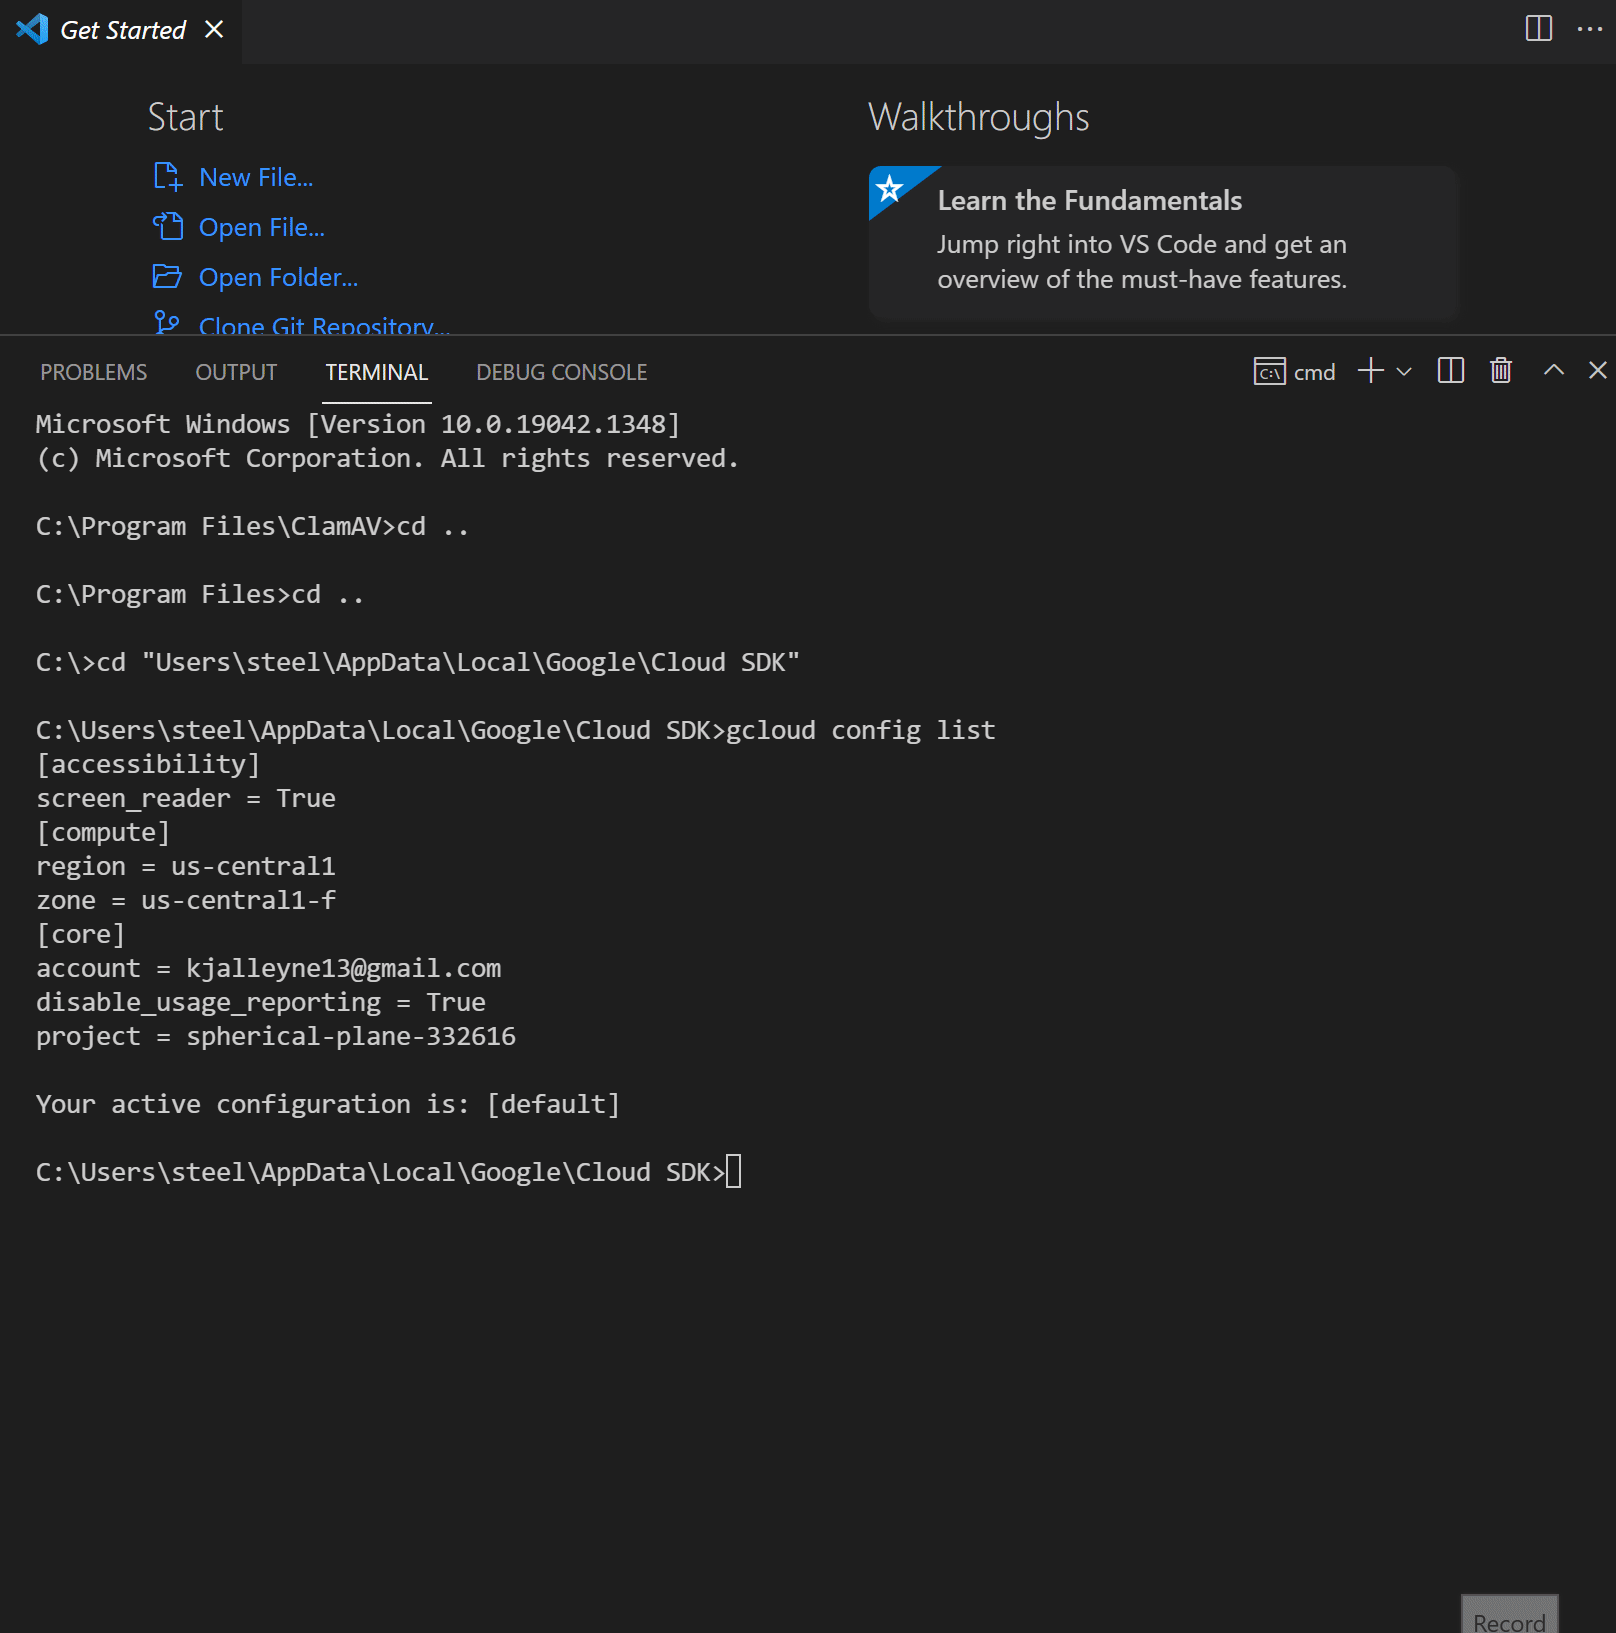 Get Started
Start
New File...
Open File...
Open Folder...
Clone Git Repository...
Walkthroughs
Learn the Fundamentals
Jump right into VS Code and get an
overview of the must-have features.
PROBLEMS OUTPUT TERMINAL DEBUG CONSOLE
cmd
Microsoft Windows [Version 10.0.19042.1348]
(c) Microsoft Corporation. All rights reserved.
C:\Program Files\ClamAV>cd ..
C:\Program Files>cd ..
C:\>cd "Users\steel\AppData\Local\Google\Cloud SDK"
C:\Users\steel\AppData\Local\Google\Cloud SDK>gcloud config list
[accessibility]
screen_reader = True
[compute]
region = us-central1
zone = us-central1-f
[core]
account = kjalleyne13@gmail.com
disable_usage_reporting = True
project = spherical-plane-332616
Your active configuration is: [default]
C:\Users\steel\AppData\Local\Google\Cloud SDK>
Record